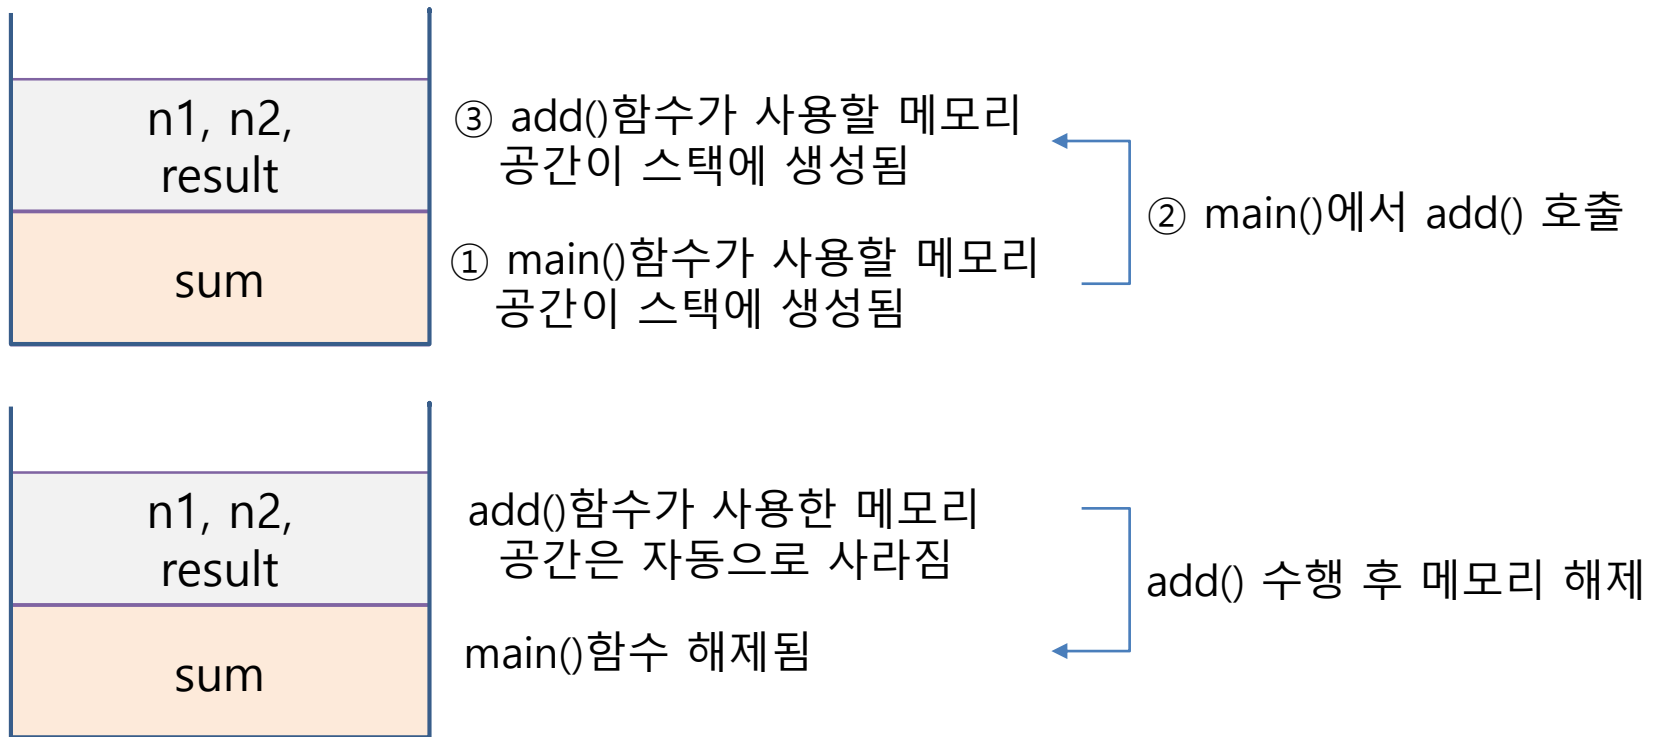 n1, n2,
result
③ add()함수가 사용할 메모리
공간이 스택에 생성됨
② main()에서 add() 호출
sum
① main()함수가 사용할 메모리
공간이 스택에 생성됨
n1, n2,
result
add()함수가 사용한 메모리
공간은 자동으로 사라짐
add() 수행 후 메모리 해제
sum
main()함수 해제됨